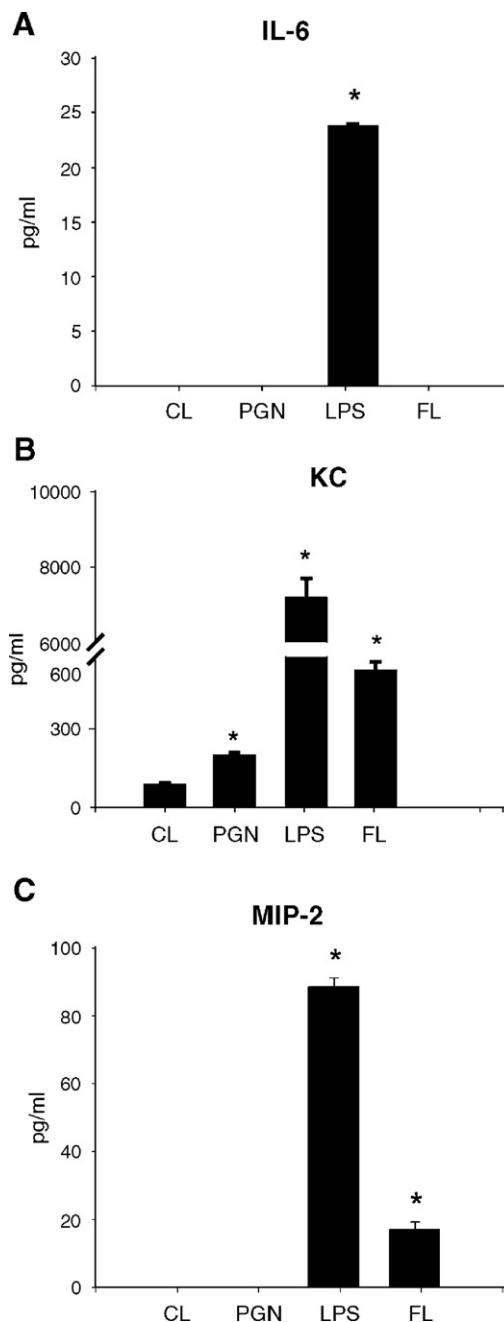 A
IL-6
30
25
20
15
10
5
0
pg/ml
*
CL PGN LPS FL
B
KC
10000
8000
6000
600
300
0
pg/ml
*
*
*
CL PGN LPS FL
C
MIP-2
100
80
60
40
20
0
pg/ml
*
*
CL PGN LPS FL